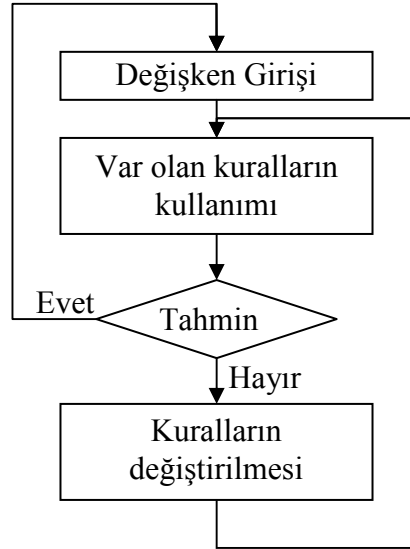 Değişken Girişi
Var olan kuralların
kullanımı
Evet
Tahmin
Hayır
Kuralların
değiştirilmesi